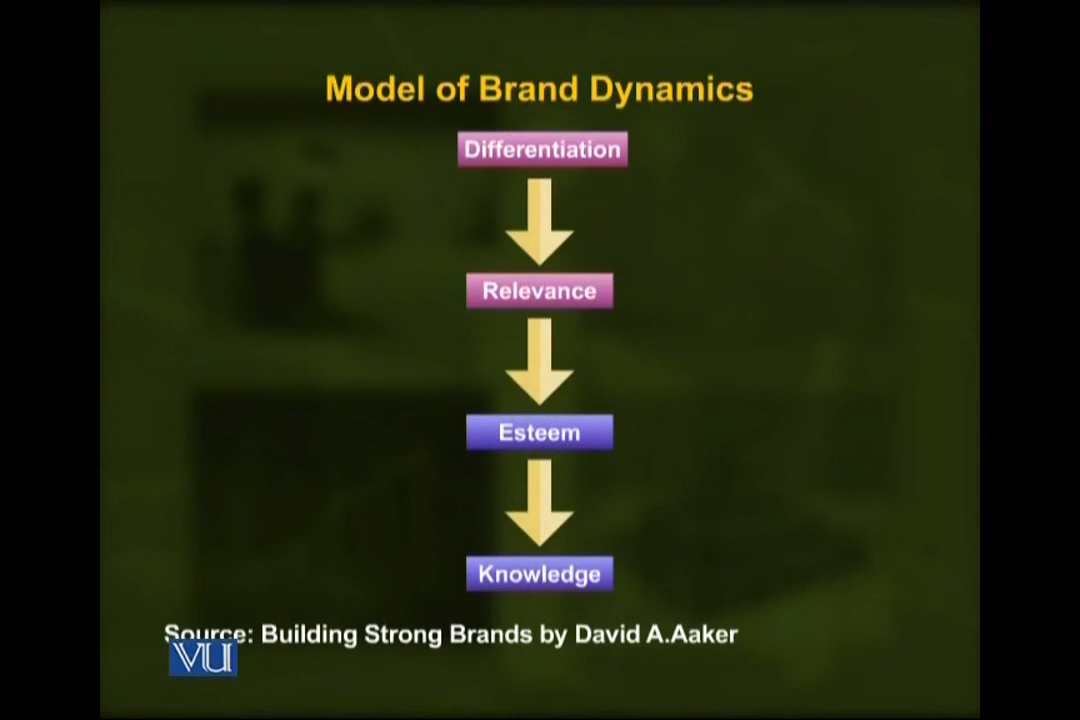 Model of Brand Dynamics
Differentiation
Relevance
Esteem
Knowledge
Source: Building Strong Brands by David A.Aaker
VU